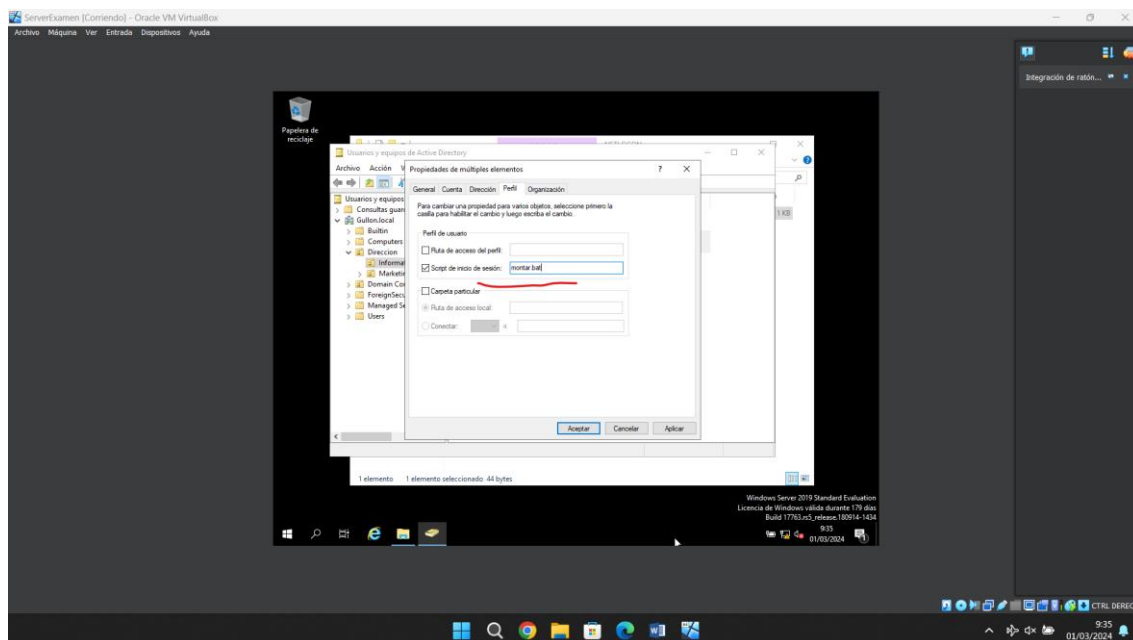 ServerExamen [Corriendo] - Oracle VM VirtualBox
Archivo Máquina Ver Entrada Dispositivos Ayuda
Integración de ratón...
Papelera de
reciclaje
Usuarios y equipos de Active Directory
Archivo Acción V
Propiedades de múltiples elementos
? X
General Cuenta Dirección Perfil Organización
Para cambiar una propiedad para varios objetos, seleccione primero la
casilla para habilitar el cambio y luego escriba el cambio.
Usuarios y equipos
Consultas guar
Gullon.local
Builtin
Computers
Direccion
Informa
Marketin
Domain Co
ForeignSecu
Managed Se
Users
1 KB
Perfil de usuario
Ruta de acceso del perfil:
Script de inicio de sesión: montar.bat
Carpeta particular
Ruta de acceso local:
Conectar: a
Aceptar Cancelar Aplicar
1 elemento 1 elemento seleccionado 44 bytes
Windows Server 2019 Standard Evaluation
Licencia de Windows válida durante 179 días
Build 17763.rs5_release.180914-1434
9:35
01/03/2024
CTRL DEREC
9:35
01/03/2024